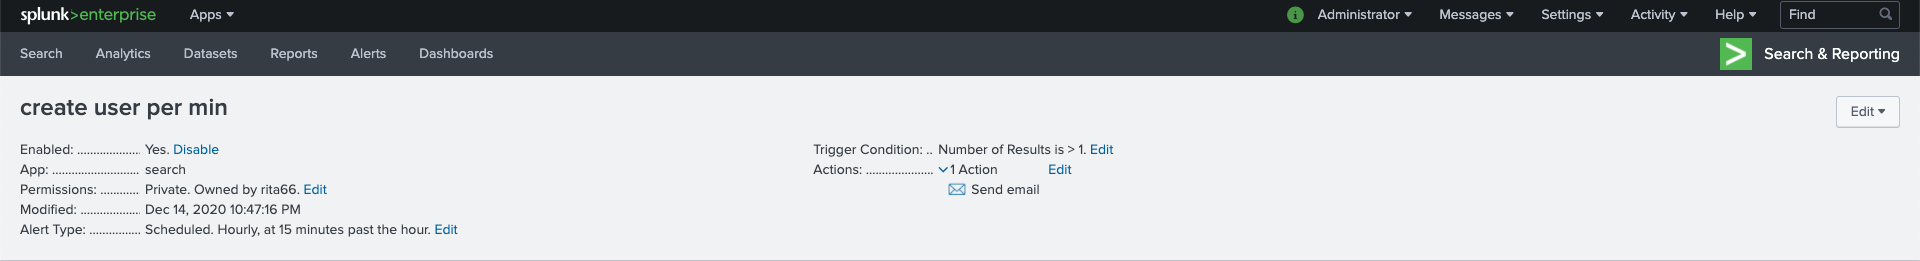 splunk>enterprise Apps Administrator Messages Settings Activity Help Find
Search Analytics Datasets Reports Alerts Dashboards Search & Reporting
create user per min
Edit
Enabled: .................... Yes. Disable
App: ........................... search
Permissions: ............ Private. Owned by rita66. Edit
Modified: ................... Dec 14, 2020 10:47:16 PM
Alert Type: ................ Scheduled. Hourly, at 15 minutes past the hour. Edit
Trigger Condition: .. Number of Results is > 1. Edit
Actions: ..................... 1 Action Edit
Send email